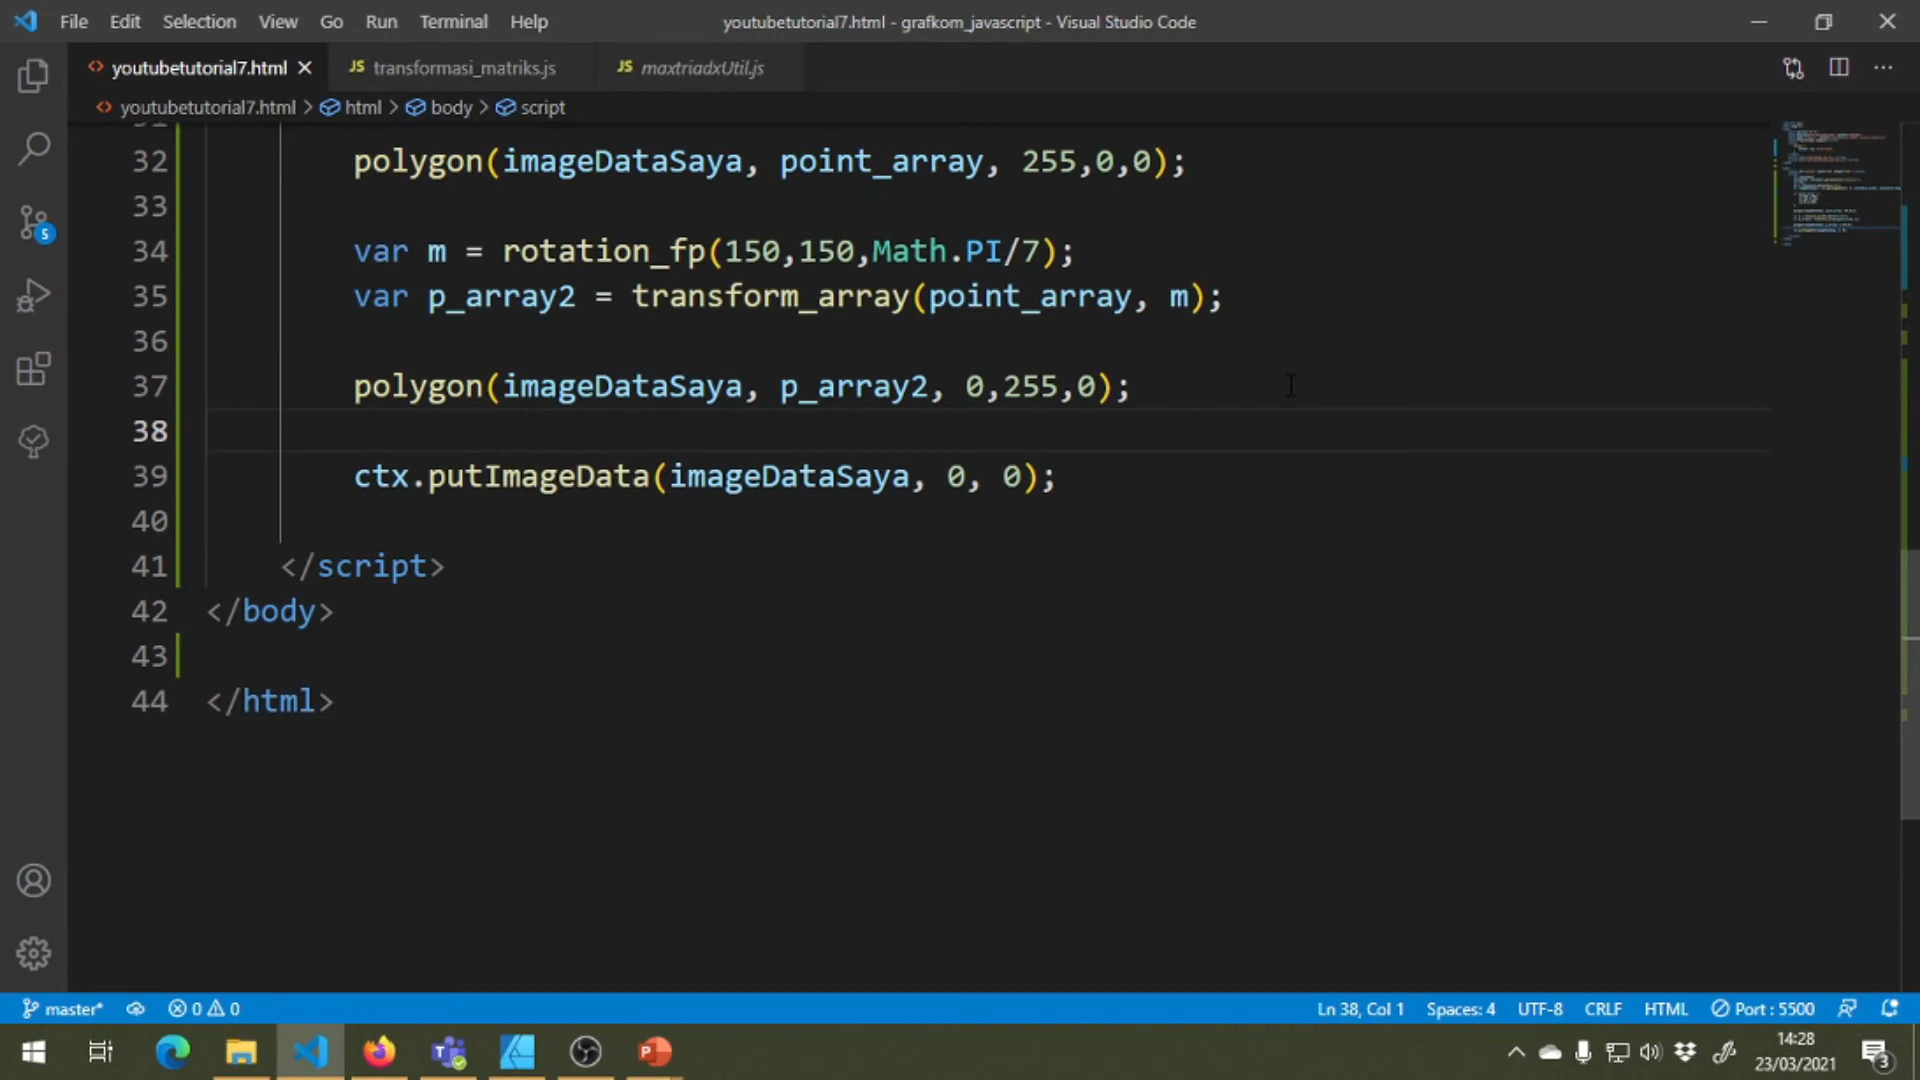 File Edit Selection View Go Run Terminal Help youtubetutorial7.html - grafkom_javascript - Visual Studio Code
<> youtubetutorial7.html JS transformasi_matriks.js JS maxtriadxUtil.js
<> youtubetutorial7.html > html > body > script
32 polygon(imageDataSaya, point_array, 255,0,0);
33
34 var m = rotation_fp(150,150,Math.PI/7);
35 var p_array2 = transform_array(point_array, m);
36
37 polygon(imageDataSaya, p_array2, 0,255,0);
38
39 ctx.putImageData(imageDataSaya, 0, 0);
40
41 </script>
42 </body>
43
44 </html>
5
master* 0 0 Ln 38, Col 1 Spaces: 4 UTF-8 CRLF HTML Port : 5500
14:28
23/03/2021
3